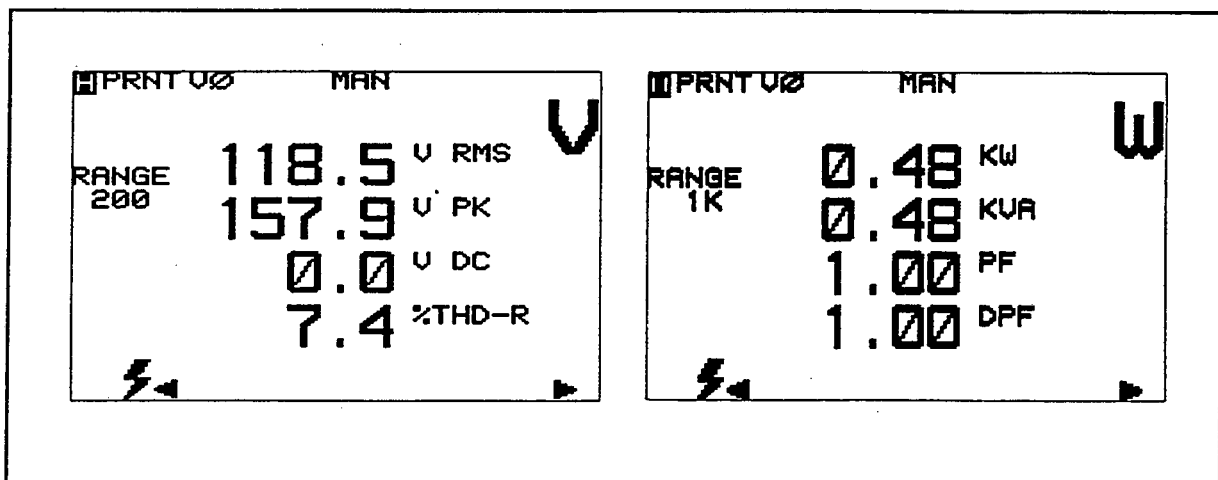 PRNT VØ MAN
V
118.5 V RMS
RANGE
200
157.9 V PK
0.0 V DC
7.4 %THD-R
PRNT VØ MAN
W
0.48 KW
RANGE
1K
0.48 KVA
1.00 PF
1.00 DPF